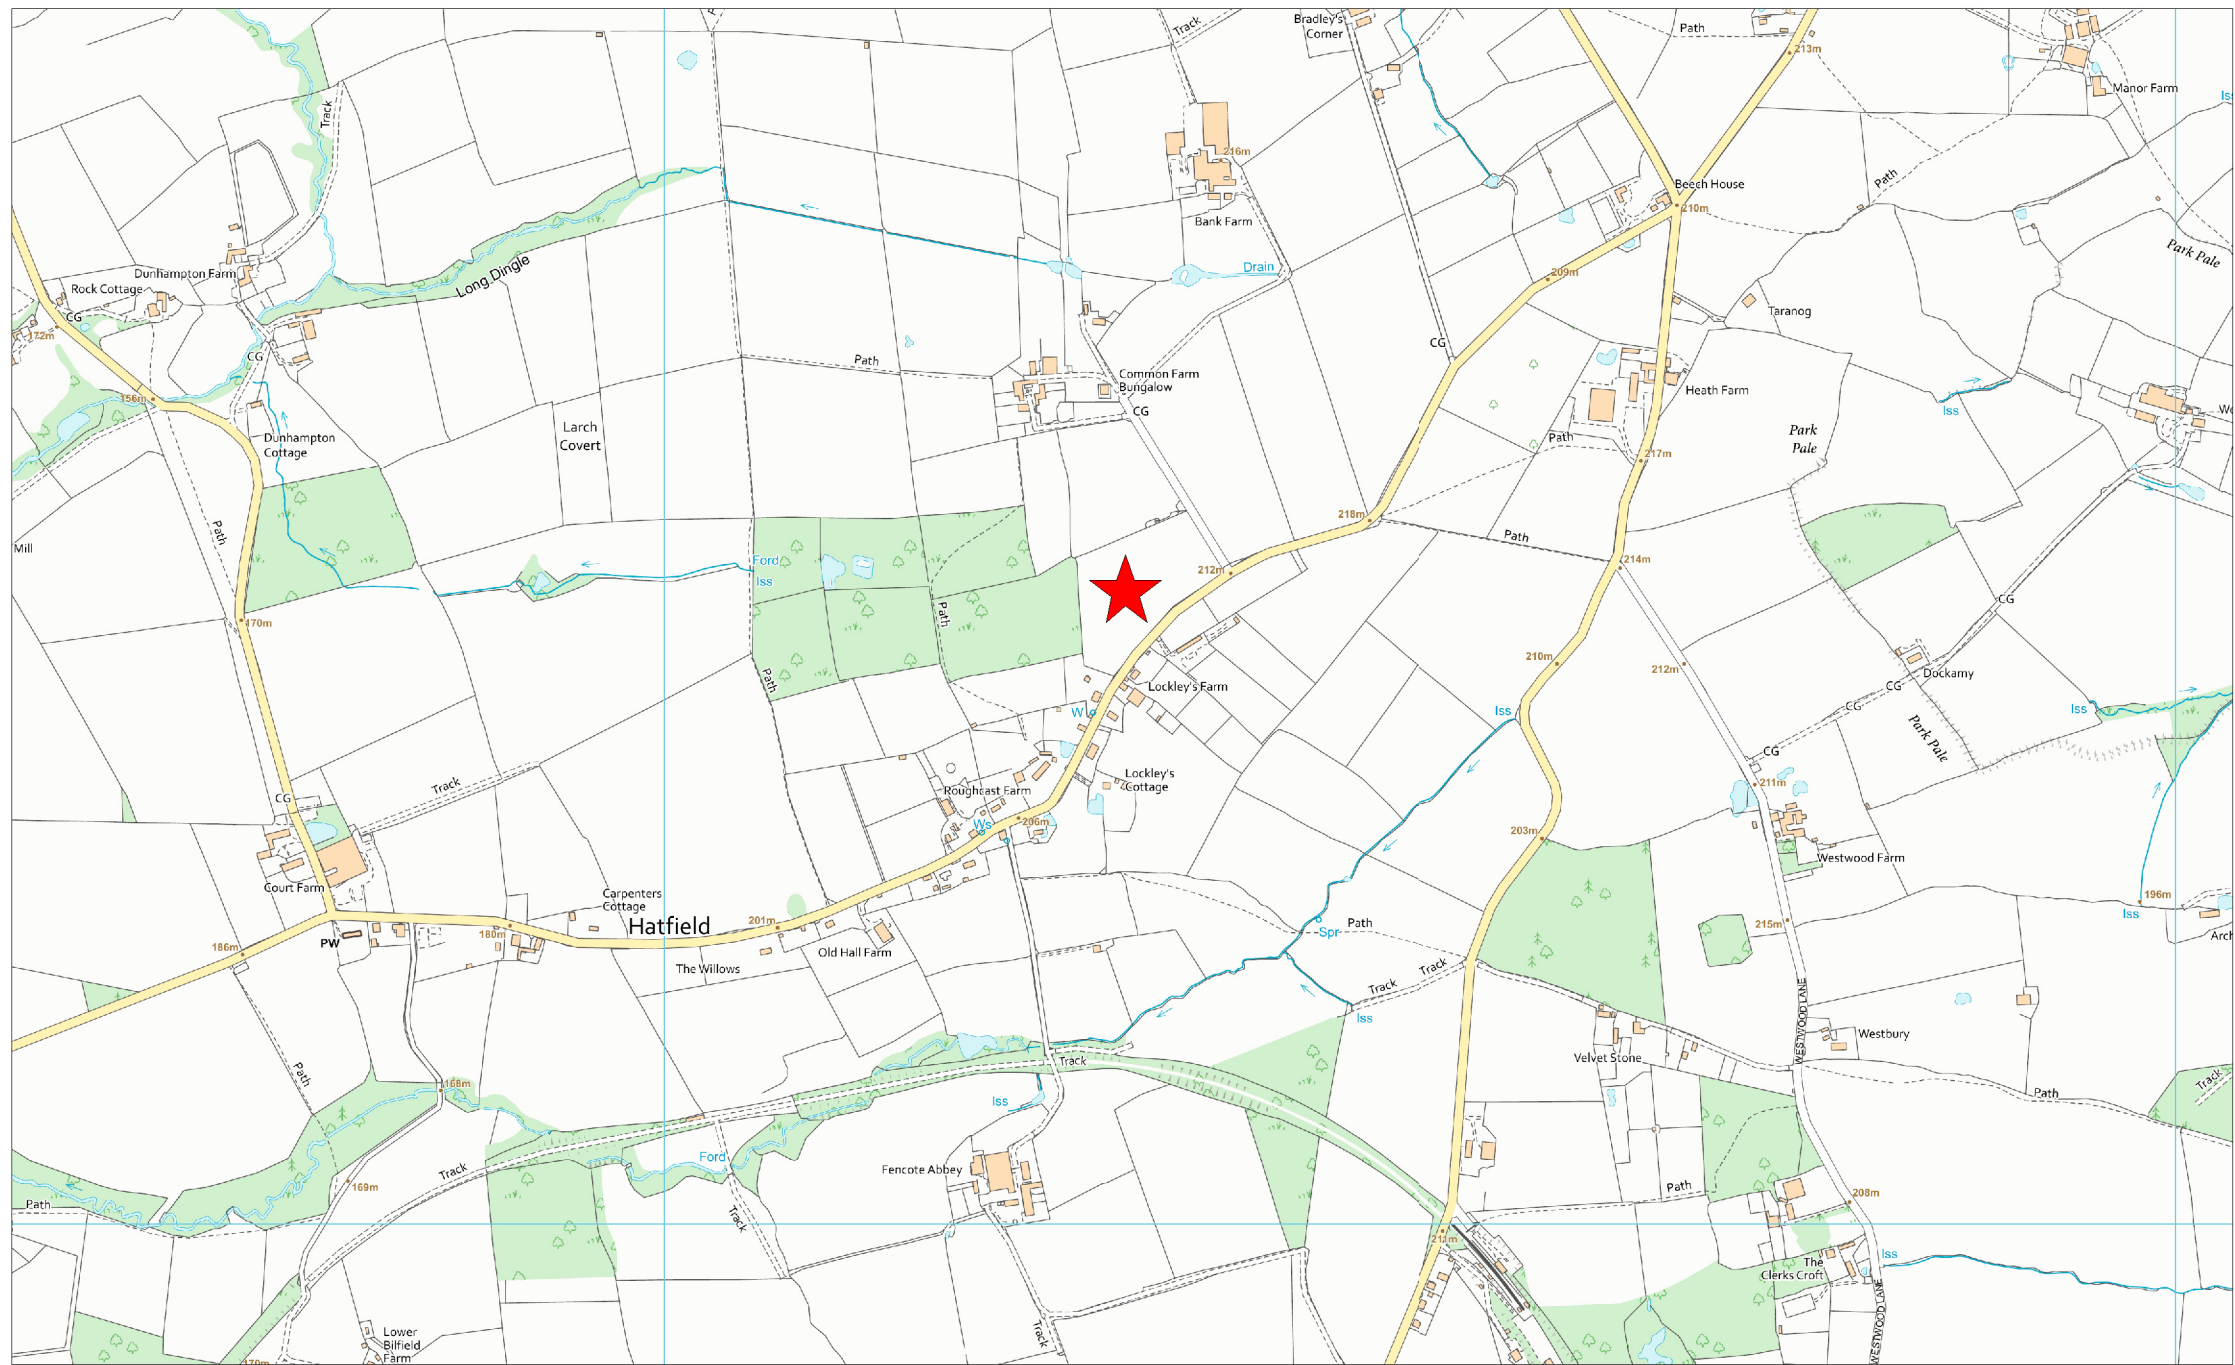 Track
Bradley's
Corner
Path
213m
Manor Farm
Track
216m
Bank Farm
Beech House
210m
Path
Park Pale
Drain
209m
Dunhampton Farm
Long Dingle
Rock Cottage
CG
172m
Taranog
CG
CG
Path
Common Farm
Bungalow
CG
Heath Farm
156m
Iss
Dunhampton
Cottage
Larch
Covert
Park
Pale
Path
217m
218m
Path
Path
Mill
Ford
Iss
212m
214m
CG
Path
170m
210m
212m
Dockamy
CG
Path
Lockley's Farm
W
Iss
CG
Iss
Park Pale
CG
Track
CG
Lockley's
Cottage
211m
Roughcast Farm
Ws
206m
203m
Westwood Farm
Court Farm
Carpenters
Cottage
Hatfield
201m
196m
Iss
215m
Path
Spr
PW
186m
180m
Old Hall Farm
The Willows
Track
Track
Iss
WESTWOOD LANE
Westbury
Velvet Stone
Track
Path
168m
Iss
Path
Track
Ford
Track
Fencote Abbey
169m
Path
Path
208m
Track
211m
Iss
The
Clerks Croft
WESTWOOD LANE
Lower
Bilfield
Farm
Track
170m